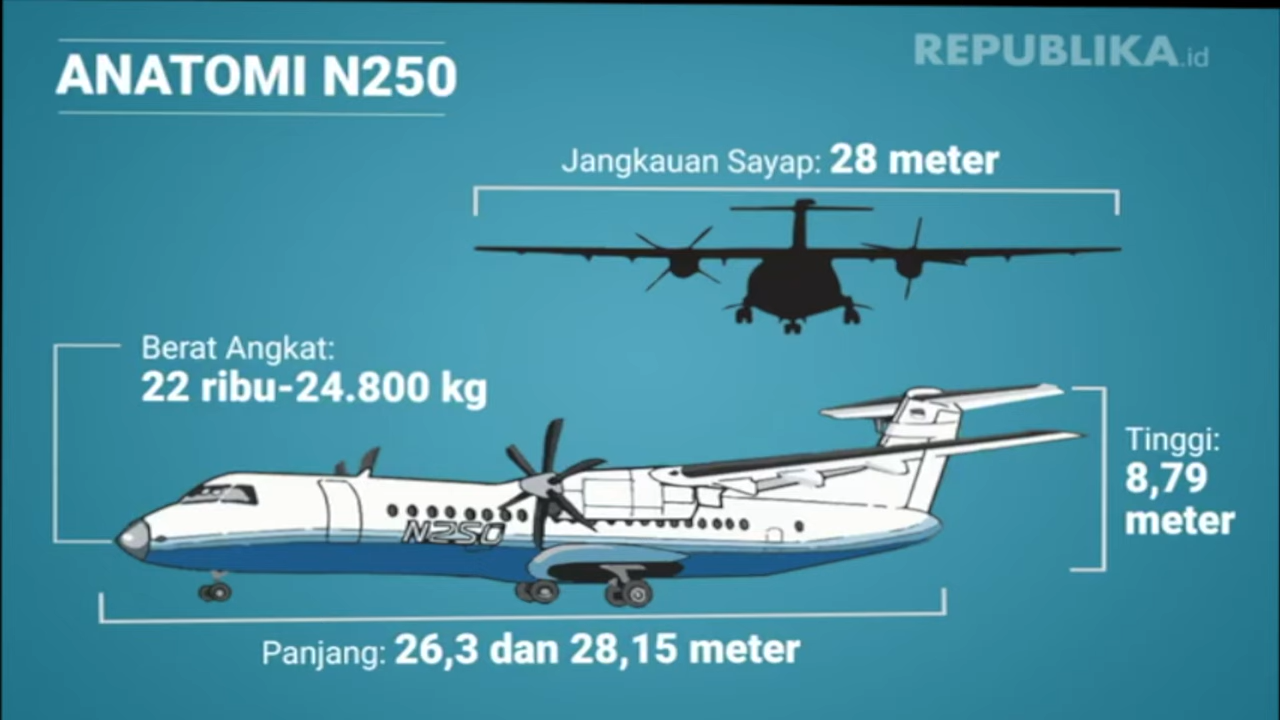 ANATOMI N250
REPUBLIKA.id
Jangkauan Sayap: 28 meter
Berat Angkat:
22 ribu-24.800 kg
Tinggi:
8,79
meter
N250
Panjang: 26,3 dan 28,15 meter